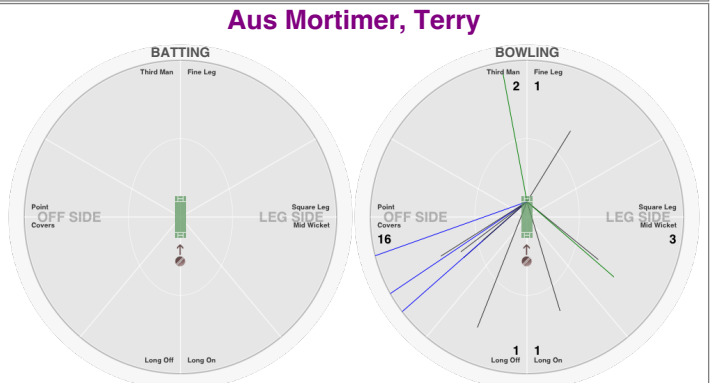 Aus Mortimer, Terry
BATTING
Third Man Fine Leg
Point
OFF SIDE
Covers
Square Leg
LEG SIDE
Mid Wicket
Long Off Long On
BOWLING
Third Man Fine Leg
2 1
Point
OFF SIDE
Covers
16
Square Leg
LEG SIDE
Mid Wicket
3
1 1
Long Off Long On